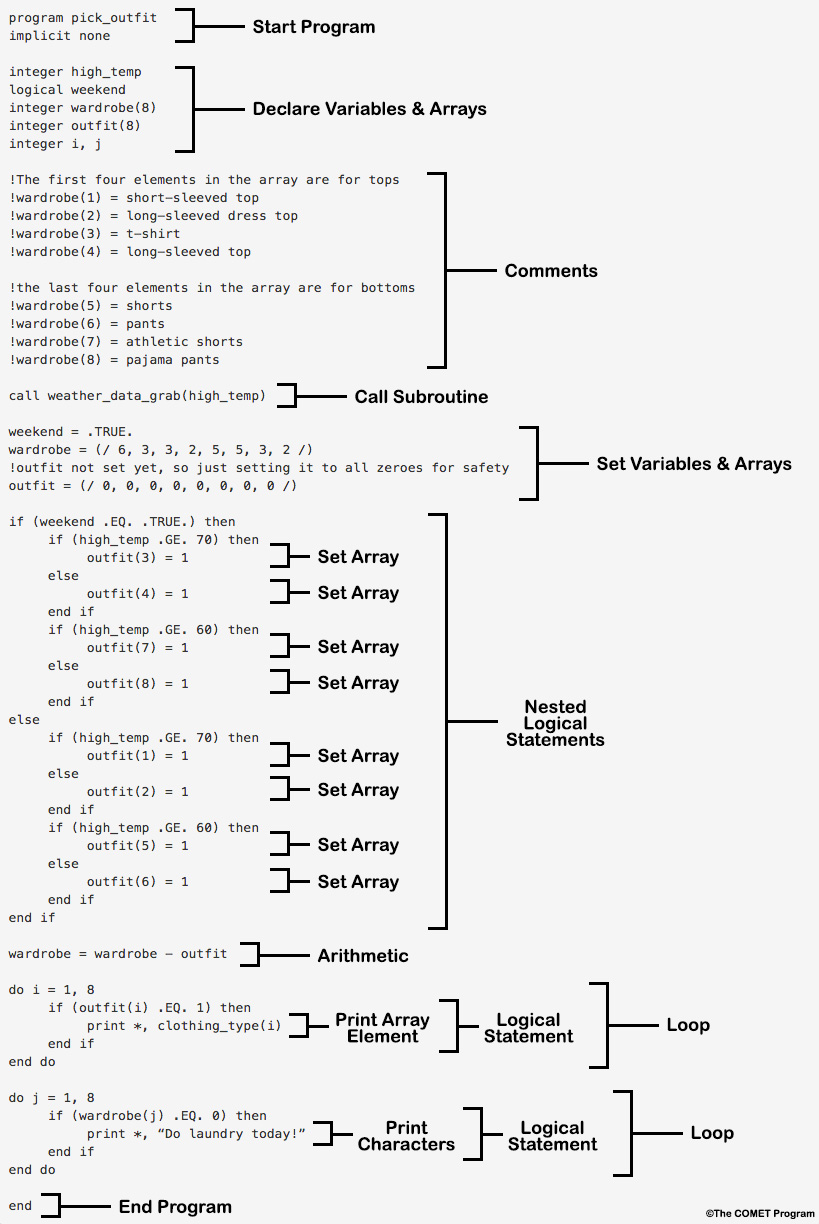 program pick_outfit
implicit none
Start Program
integer high_temp
logical weekend
integer wardrobe(8)
integer outfit(8)
integer i, j
Declare Variables & Arrays
!The first four elements in the array are for tops
!wardrobe(1) = short-sleeved top
!wardrobe(2) = long-sleeved dress top
!wardrobe(3) = t-shirt
!wardrobe(4) = long-sleeved top
!the last four elements in the array are for bottoms
!wardrobe(5) = shorts
!wardrobe(6) = pants
!wardrobe(7) = athletic shorts
!wardrobe(8) = pajama pants
Comments
call weather_data_grab(high_temp)
Call Subroutine
weekend = .TRUE.
wardrobe = (/ 6, 3, 3, 2, 5, 5, 3, 2 /)
!outfit not set yet, so just setting it to all zeroes for safety
outfit = (/ 0, 0, 0, 0, 0, 0, 0, 0 /)
Set Variables & Arrays
if (weekend .EQ. .TRUE.) then
if (high_temp .GE. 70) then
outfit(3) = 1
Set Array
else
outfit(4) = 1
Set Array
end if
if (high_temp .GE. 60) then
outfit(7) = 1
Set Array
else
outfit(8) = 1
Set Array
end if
else
if (high_temp .GE. 70) then
outfit(1) = 1
Set Array
else
outfit(2) = 1
Set Array
end if
if (high_temp .GE. 60) then
outfit(5) = 1
Set Array
else
outfit(6) = 1
Set Array
end if
end if
Nested
Logical
Statements
wardrobe = wardrobe - outfit
Arithmetic
do i = 1, 8
if (outfit(i) .EQ. 1) then
print *, clothing_type(i)
end if
end do
Print Array
Element
Logical
Statement
Loop
do j = 1, 8
if (wardrobe(j) .EQ. 0) then
print *, “Do laundry today!”
end if
end do
Print
Characters
Logical
Statement
Loop
end
End Program
©The COMET Program